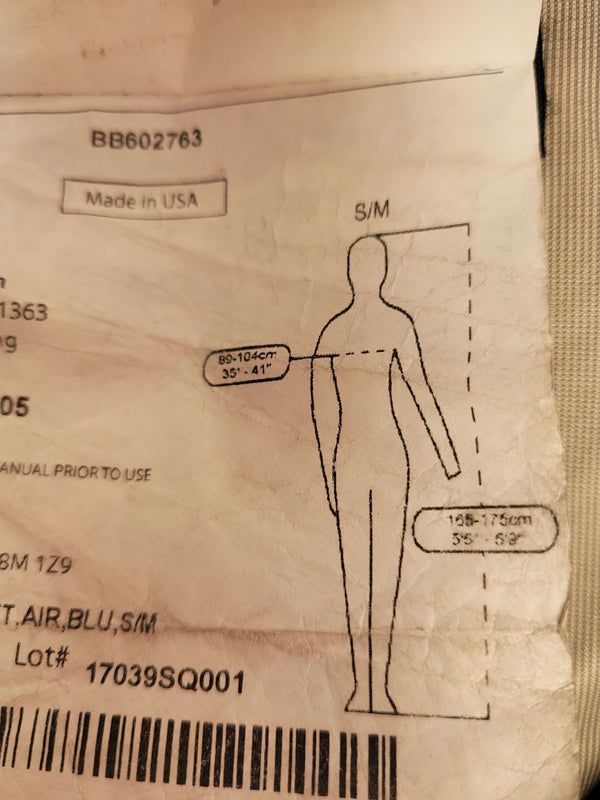 BB602763
Made in USA
S/M
1363
89-104cm
35" - 41"
05
ANUAL PRIOR TO USE
165-175cm
5'5" - 5'9"
8M 1Z9
T,AIR,BLU,S/M
Lot# 17039SQ001